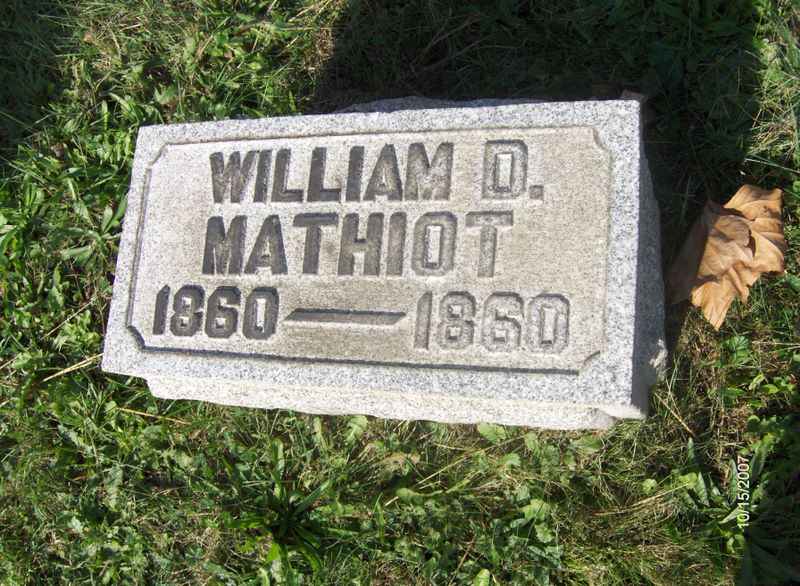 WILLIAM D.
MATHIOT
1860 — 1860
10/15/2007